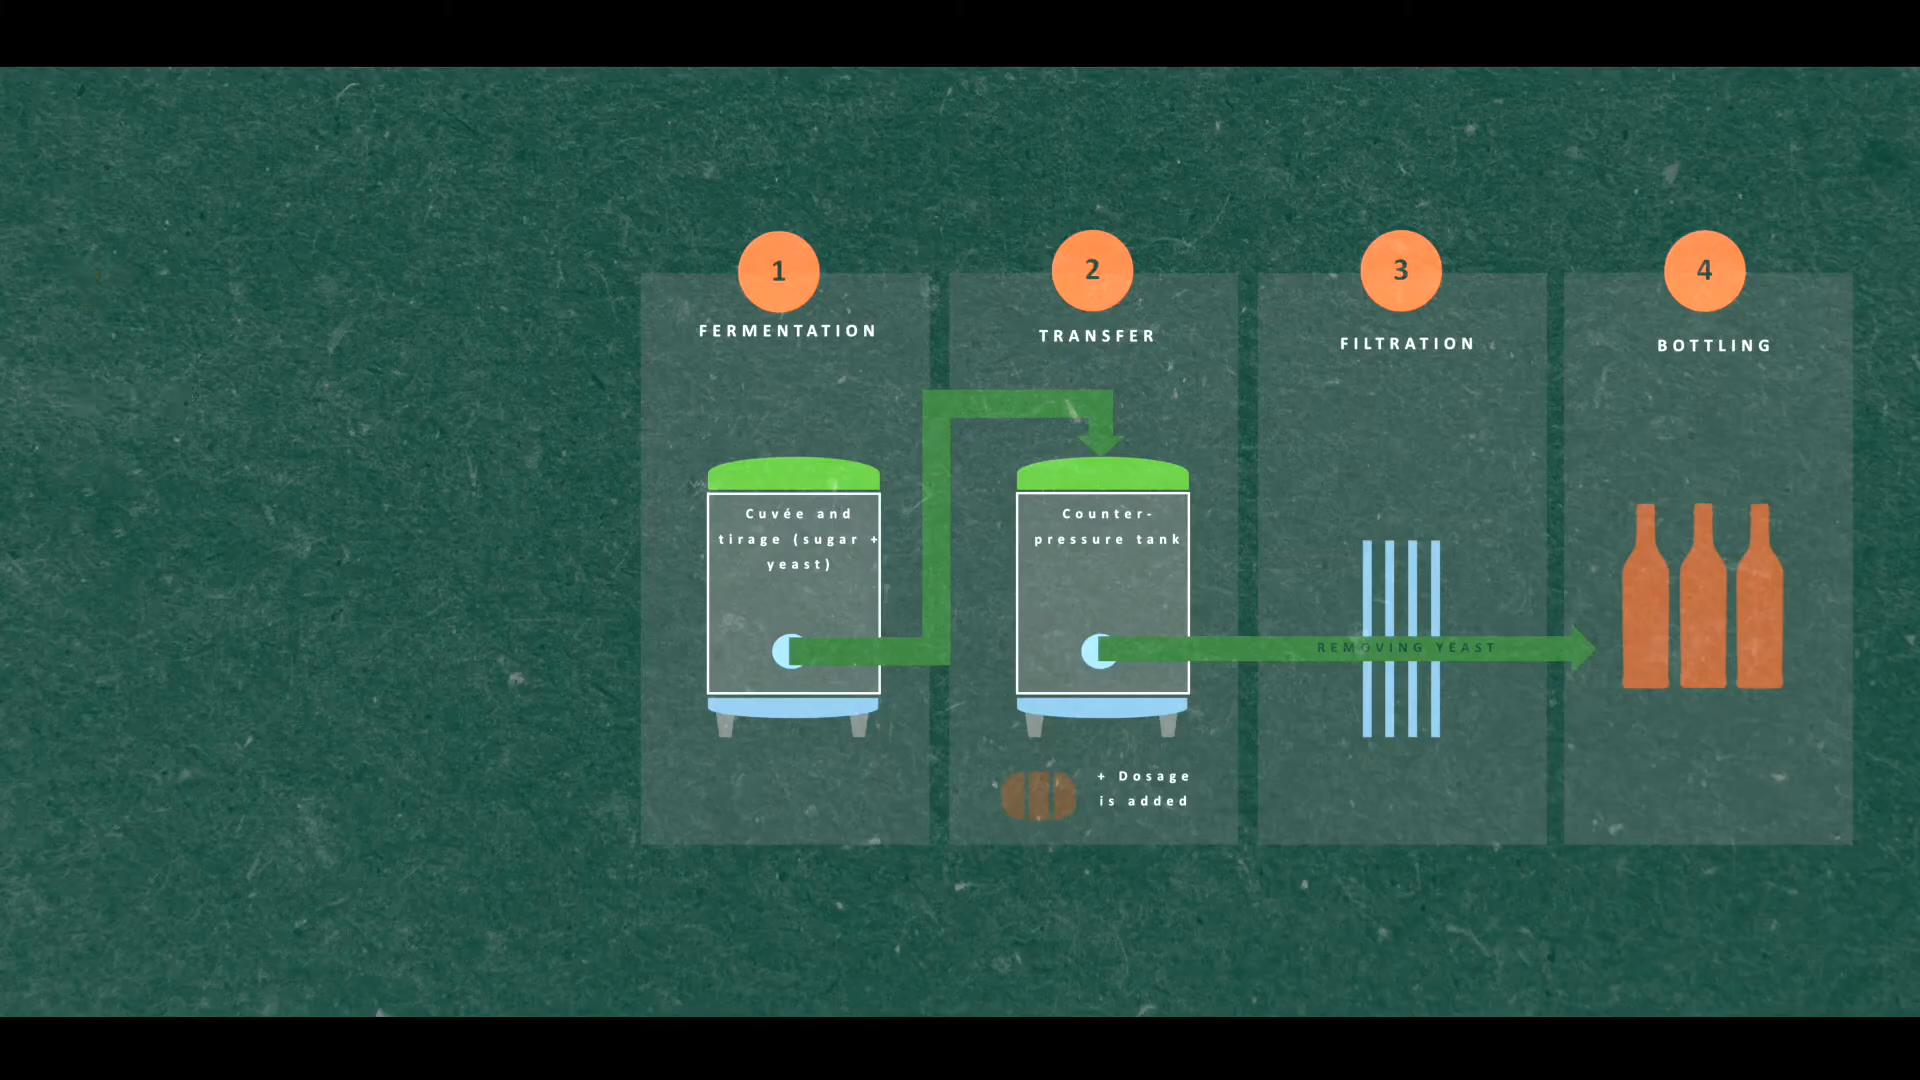 1
FERMENTATION
Cuvée and
tirage (sugar +
yeast)
2
TRANSFER
Counter-
pressure tank
+ Dosage
is added
3
FILTRATION
REMOVING YEAST
4
BOTTLING